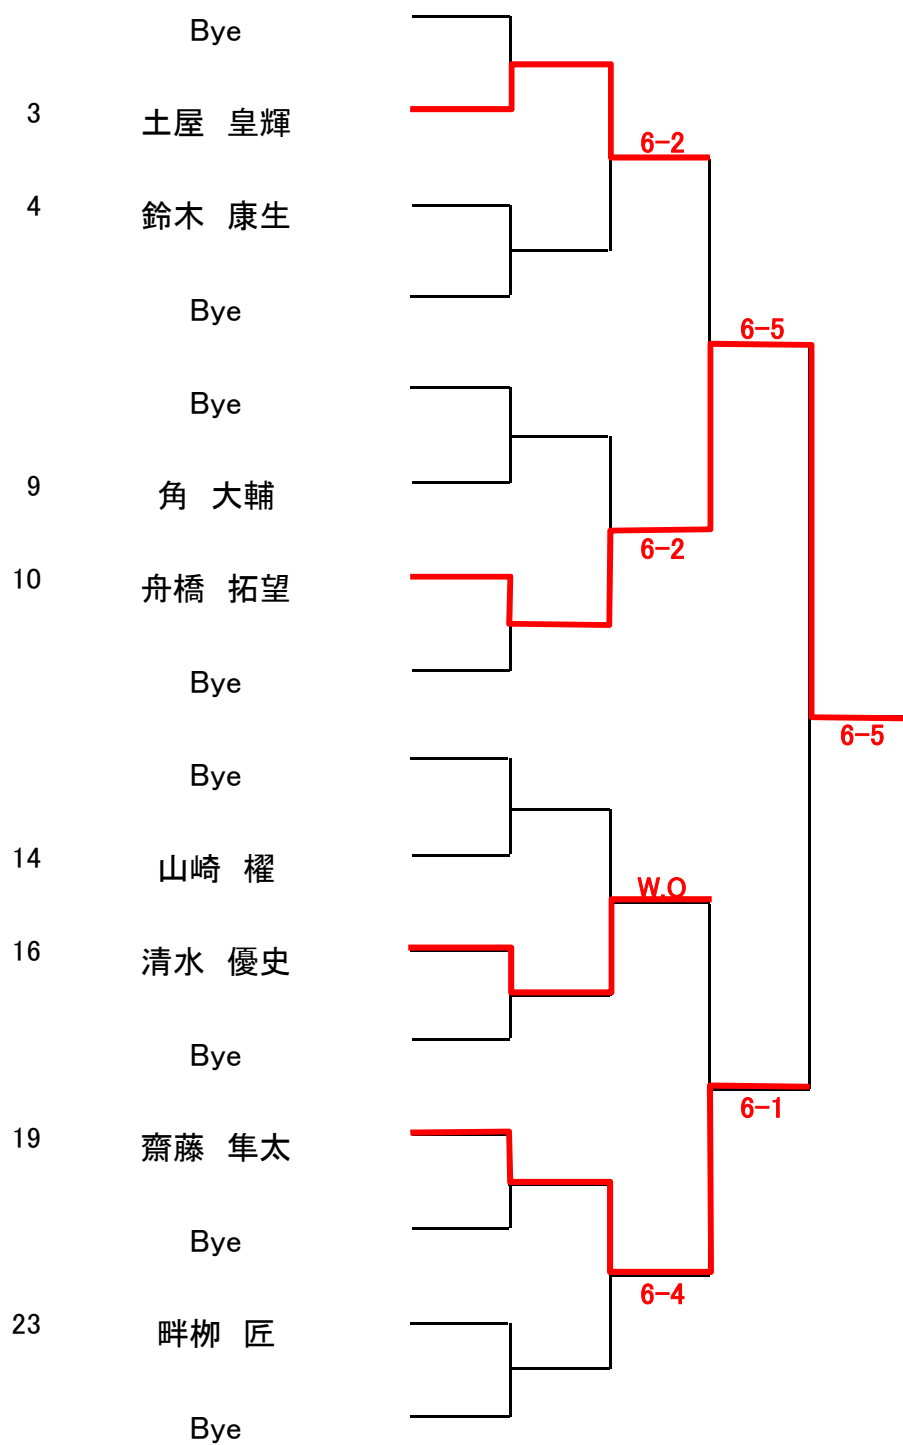 Bye
3 土屋 皇輝
6-2
4 鈴木 康生
Bye
6-5
Bye
9 角 大輔
6-2
10 舟橋 拓望
Bye
6-5
Bye
14 山崎 櫂
W.O
16 清水 優史
Bye
6-1
19 齋藤 隼太
Bye
6-4
23 畔栁 匠
Bye